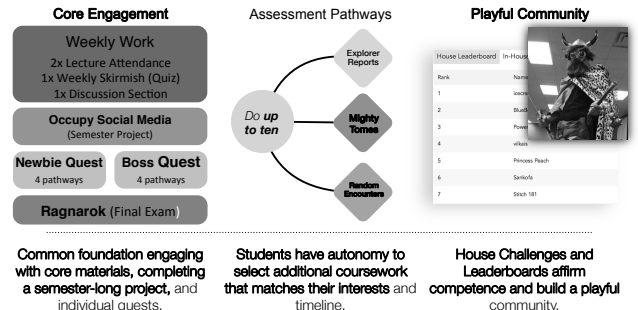 Core Engagement
Weekly Work
2x Lecture Attendance
1x Weekly Skirmish (Quiz)
1x Discussion Section
Occupy Social Media
(Semester Project)
Newbie Quest
4 pathways
Boss Quest
4 pathways
Ragnarok (Final Exam)
Common foundation engaging
with core materials, completing
a semester-long project, and
individual quests.
Assessment Pathways
Do up
to ten
Explorer
Reports
Mighty
Tomes
Random
Encounters
Students have autonomy to
select additional coursework
that matches their interests and
timeline.
Playful Community
House Leaderboard In-House
Rank Name
1
2
3 Power
4
5 Princess Peach
6 Sankofa
7 Stitch 181
House Challenges and
Leaderboards affirm
competence and build a playful
community.